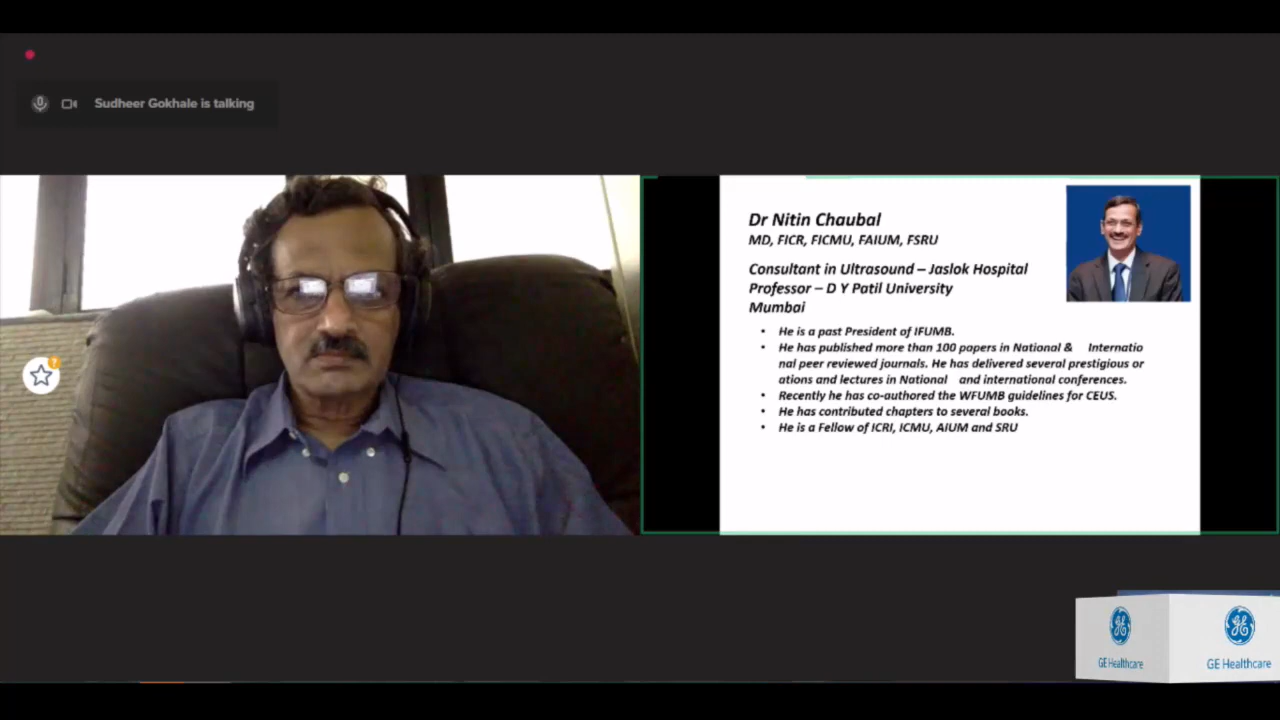 Sudheer Gokhale is talking
Dr Nitin Chaubal
MD, FICR, FICMU, FAIUM, FSRU
Consultant in Ultrasound – Jaslok Hospital
Professor – D Y Patil University
Mumbai
• He is a past President of IFUMB.
• He has published more than 100 papers in National & Internatio
nal peer reviewed journals. He has delivered several prestigious or
ations and lectures in National and international conferences.
• Recently he has co-authored the WFUMB guidelines for CEUS.
• He has contributed chapters to several books.
• He is a Fellow of ICRI, ICMU, AIUM and SRU
GE Healthcare
GE Healthcare